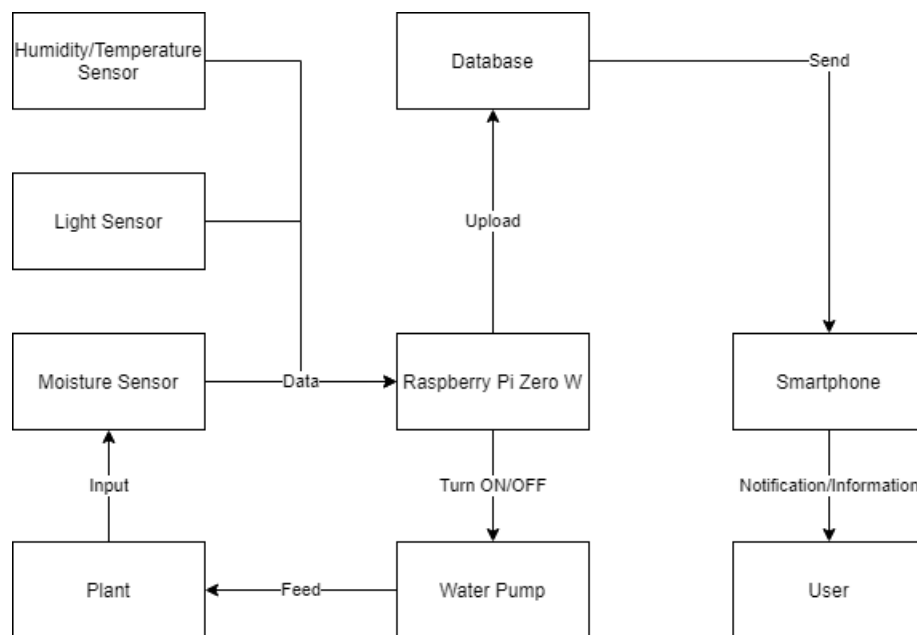 Humidity/Temperature
Sensor
Database
Send
Light Sensor
Upload
Moisture Sensor
Data
Raspberry Pi Zero W
Smartphone
Input
Turn ON/OFF
Notification/Information
Plant
Feed
Water Pump
User